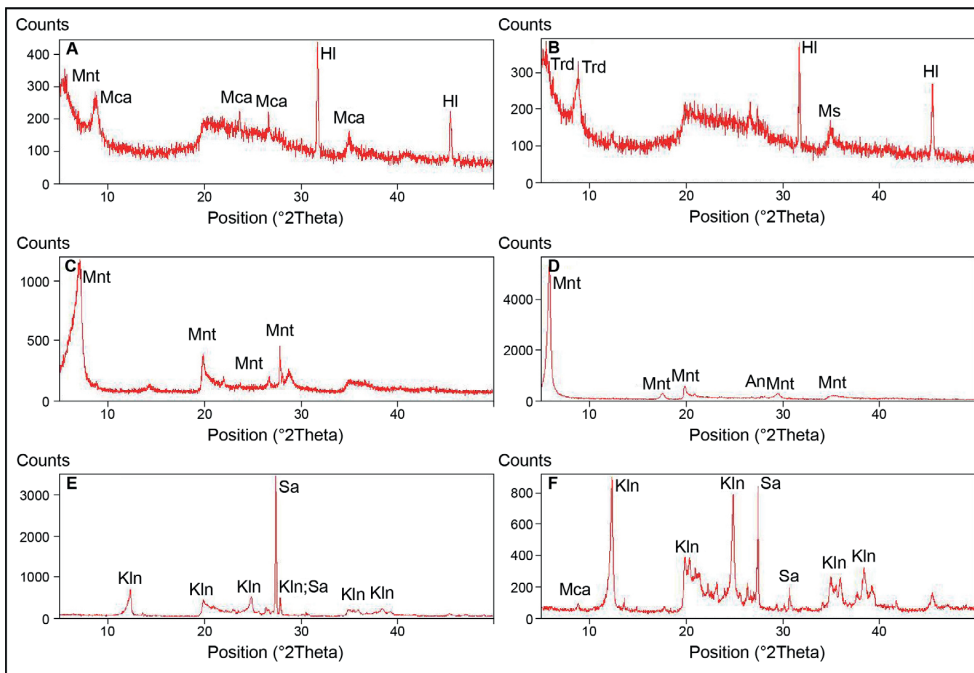 Counts
A
400
300
200
100
0
Mnt
Mca
Mca
Mca
Hl
Mca
Hl
10 20 30 40
Position (°2Theta)
Counts
B
300
200
100
0
Trd
Trd
Hl
Ms
Hl
10 20 30 40
Position (°2Theta)
Counts
C
1000
500
0
Mnt
Mnt
Mnt
Mnt
10 20 30 40
Position (°2Theta)
Counts
D
4000
2000
0
Mnt
Mnt
Mnt
An
Mnt
Mnt
10 20 30 40
Position (°2Theta)
Counts
E
3000
2000
1000
0
Kln
Kln
Kln
Sa
Kln;Sa
Kln
Kln
10 20 30 40
Position (°2Theta)
Counts
F
800
600
400
200
0
Mca
Kln
Kln
Kln
Sa
Sa
Kln
Kln
10 20 30 40
Position (°2Theta)